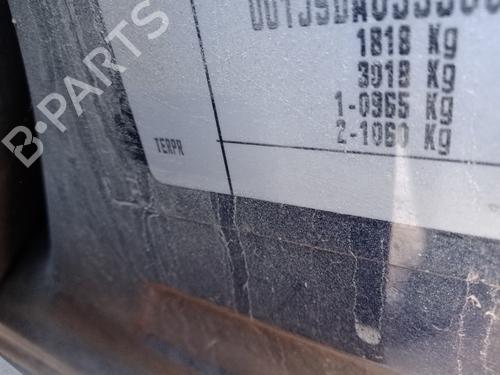 1818 Kg
3018 Kg
1-0965 Kg
2-1060 Kg
TERPR
B-PARTS